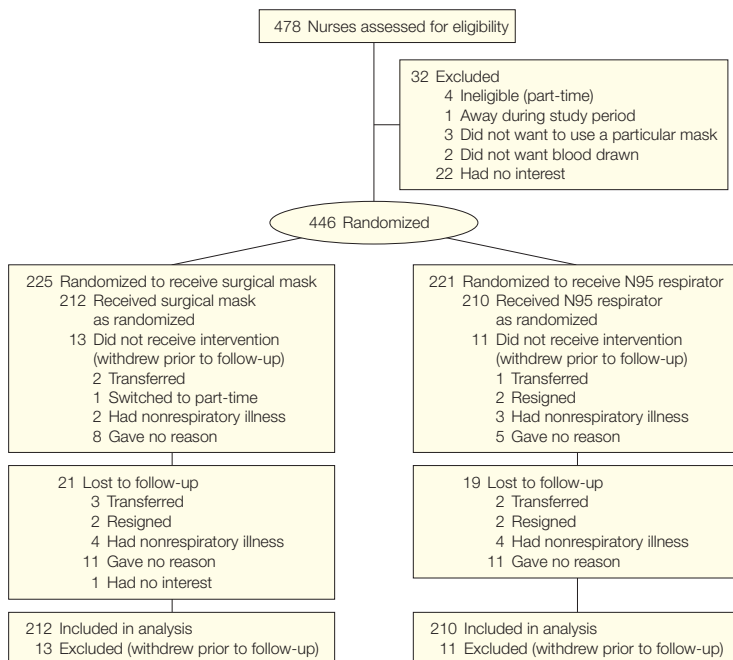 478 Nurses assessed for eligibility
32 Excluded
4 Ineligible (part-time)
1 Away during study period
3 Did not want to use a particular mask
2 Did not want blood drawn
22 Had no interest
446 Randomized
225 Randomized to receive surgical mask
212 Received surgical mask
as randomized
13 Did not receive intervention
(withdrew prior to follow-up)
2 Transferred
1 Switched to part-time
2 Had nonrespiratory illness
8 Gave no reason
221 Randomized to receive N95 respirator
210 Received N95 respirator
as randomized
11 Did not receive intervention
(withdrew prior to follow-up)
1 Transferred
2 Resigned
3 Had nonrespiratory illness
5 Gave no reason
21 Lost to follow-up
3 Transferred
2 Resigned
4 Had nonrespiratory illness
11 Gave no reason
1 Had no interest
19 Lost to follow-up
2 Transferred
2 Resigned
4 Had nonrespiratory illness
11 Gave no reason
212 Included in analysis
13 Excluded (withdrew prior to follow-up)
210 Included in analysis
11 Excluded (withdrew prior to follow-up)